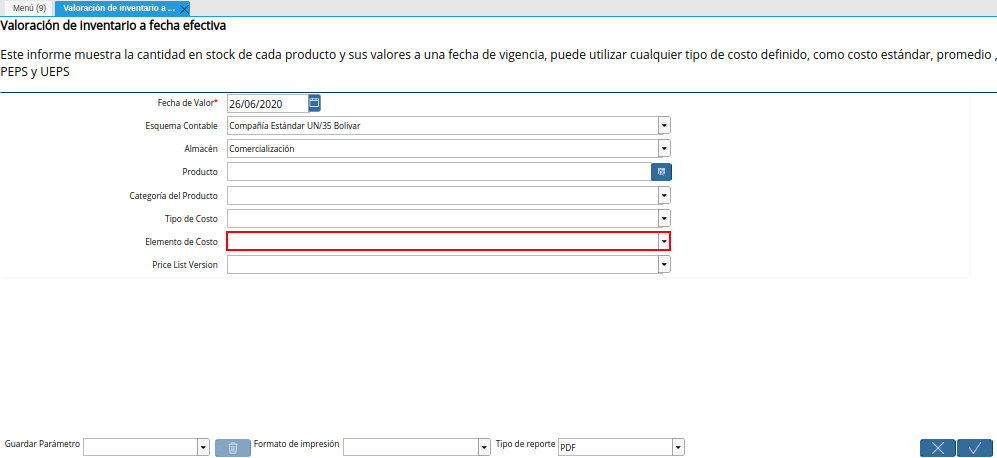 Menú (9) Valoración de inventario a ...
Valoración de inventario a fecha efectiva
Este informe muestra la cantidad en stock de cada producto y sus valores a una fecha de vigencia, puede utilizar cualquier tipo de costo definido, como costo estándar, promedio ,
PEPS y UEPS
Fecha de Valor* 26/06/2020
Esquema Contable Compañía Estándar UN/35 Bolivar
Almacén Comercialización
Producto
Categoría del Producto
Tipo de Costo
Elemento de Costo
Price List Version
Guardar Parámetro Formato de impresión Tipo de reporte PDF